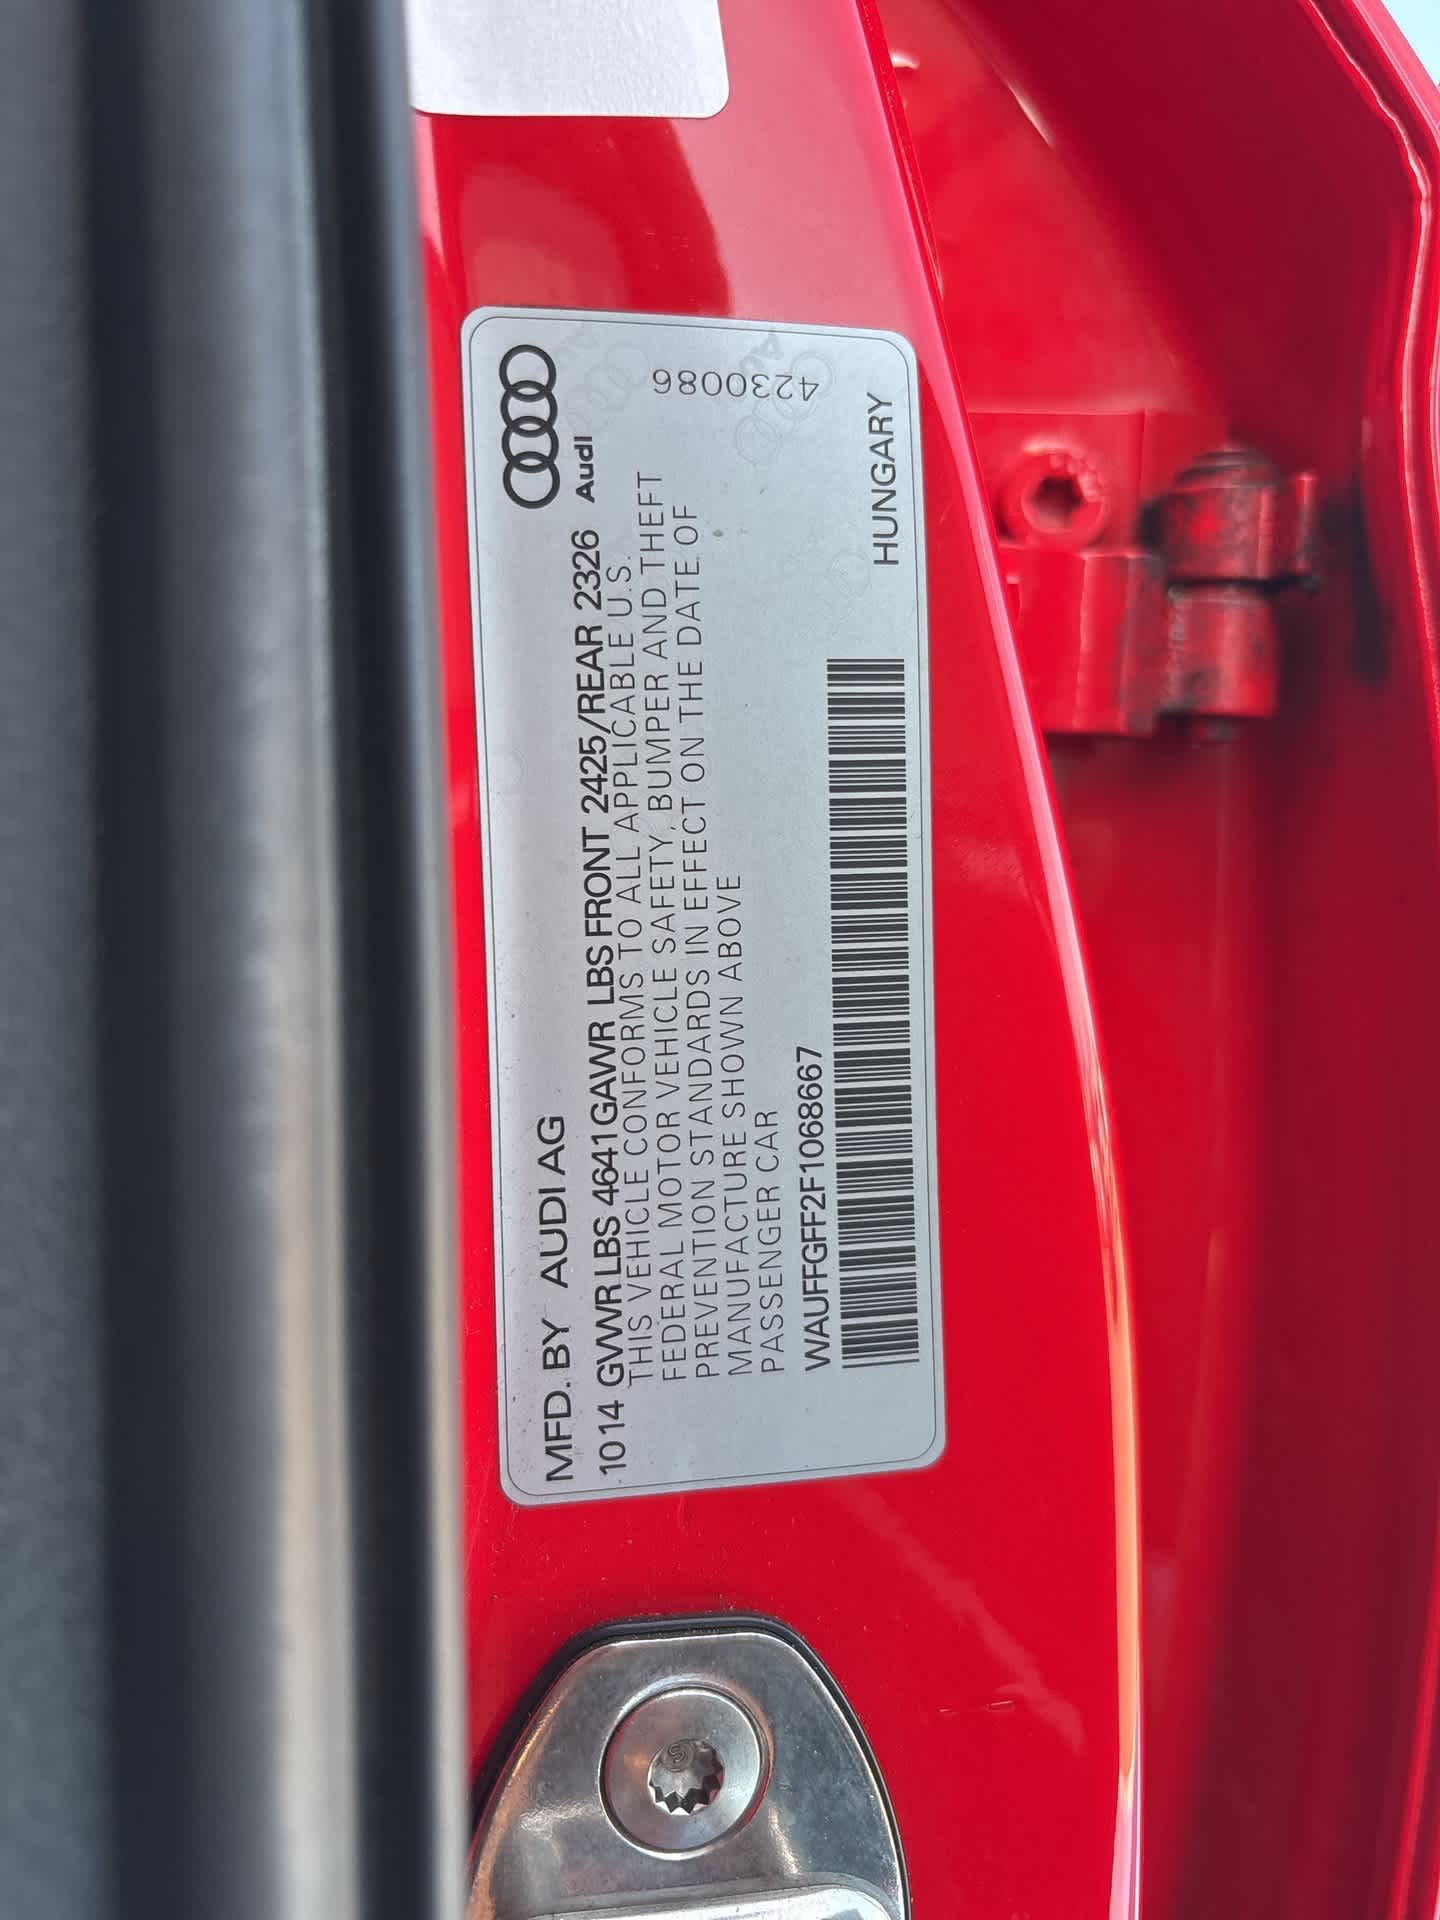 MFD. BY AUDI AG
1014 GVWR LBS 4641 GAWR LBS FRONT 2425/REAR 2326
Audi
THIS VEHICLE CONFORMS TO ALL APPLICABLE U.S.
FEDERAL MOTOR VEHICLE SAFETY, BUMPER AND THEFT
PREVENTION STANDARDS IN EFFECT ON THE DATE OF
MANUFACTURE SHOWN ABOVE
PASSENGER CAR
4230086
WAUFFGFF2F1068667
HUNGARY